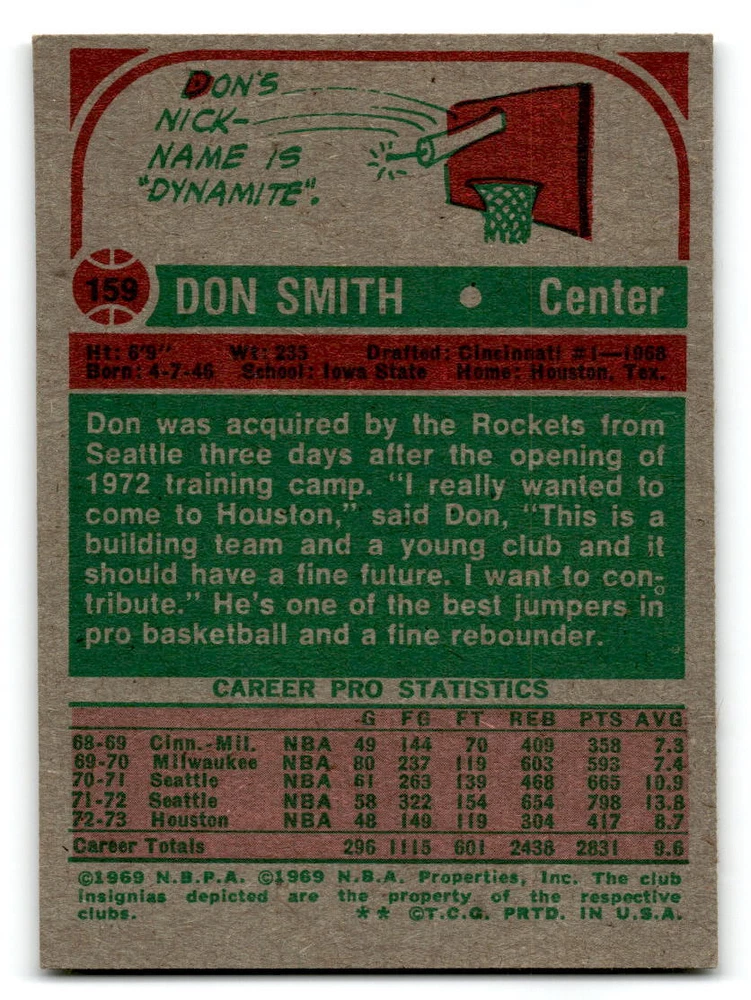 DON'S
NICK-
NAME IS
"DYNAMITE".
159 DON SMITH • Center
Ht: 6'9" Wt: 235 Drafted: Cincinnati #1—1968
Born: 4-7-46 School: Iowa State Home: Houston, Tex.
Don was acquired by the Rockets from
Seattle three days after the opening of
1972 training camp. "I really wanted to
come to Houston," said Don, "This is a
building team and a young club and it
should have a fine future. I want to con-
tribute." He's one of the best jumpers in
pro basketball and a fine rebounder.
CAREER PRO STATISTICS
G FG FT REB PTS AVG
68-69 Cinn.-Mil. NBA 49 144 70 409 358 7.3
69-70 Milwaukee NBA 80 237 119 603 593 7.4
70-71 Seattle NBA 61 263 139 468 665 10.9
71-72 Seattle NBA 58 322 154 654 798 13.8
72-73 Houston NBA 48 149 119 304 417 8.7
Career Totals 296 1115 601 2438 2831 9.6
©1969 N.B.P.A. ©1969 N.B.A. Properties, Inc. The club
insignias depicted are the property of the respective
clubs. ** ©T.C.G. PRTD. IN U.S.A.